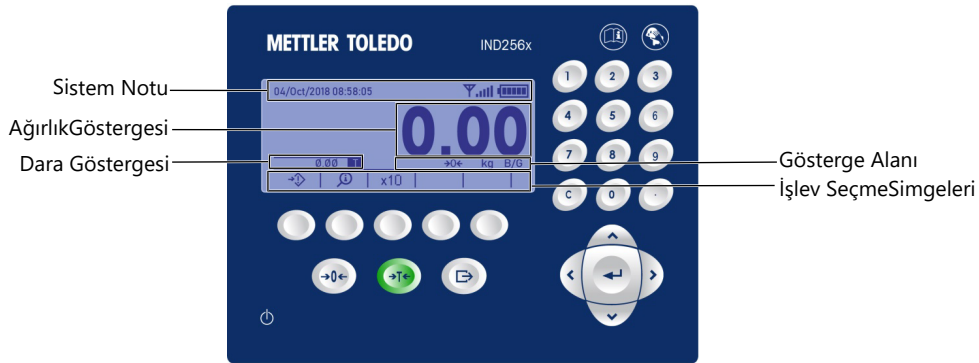 METTLER TOLEDO IND256x
Sistem Notu
04/Oct/2018 08:58:05
AğırlıkGöstergesi
0.00
Dara Göstergesi
0.00 T
→0← kg B/G
Gösterge Alanı
x10
İşlev SeçmeSimgeleri
1 2 3
4 5 6
7 8 9
C 0 .
→0← →T←